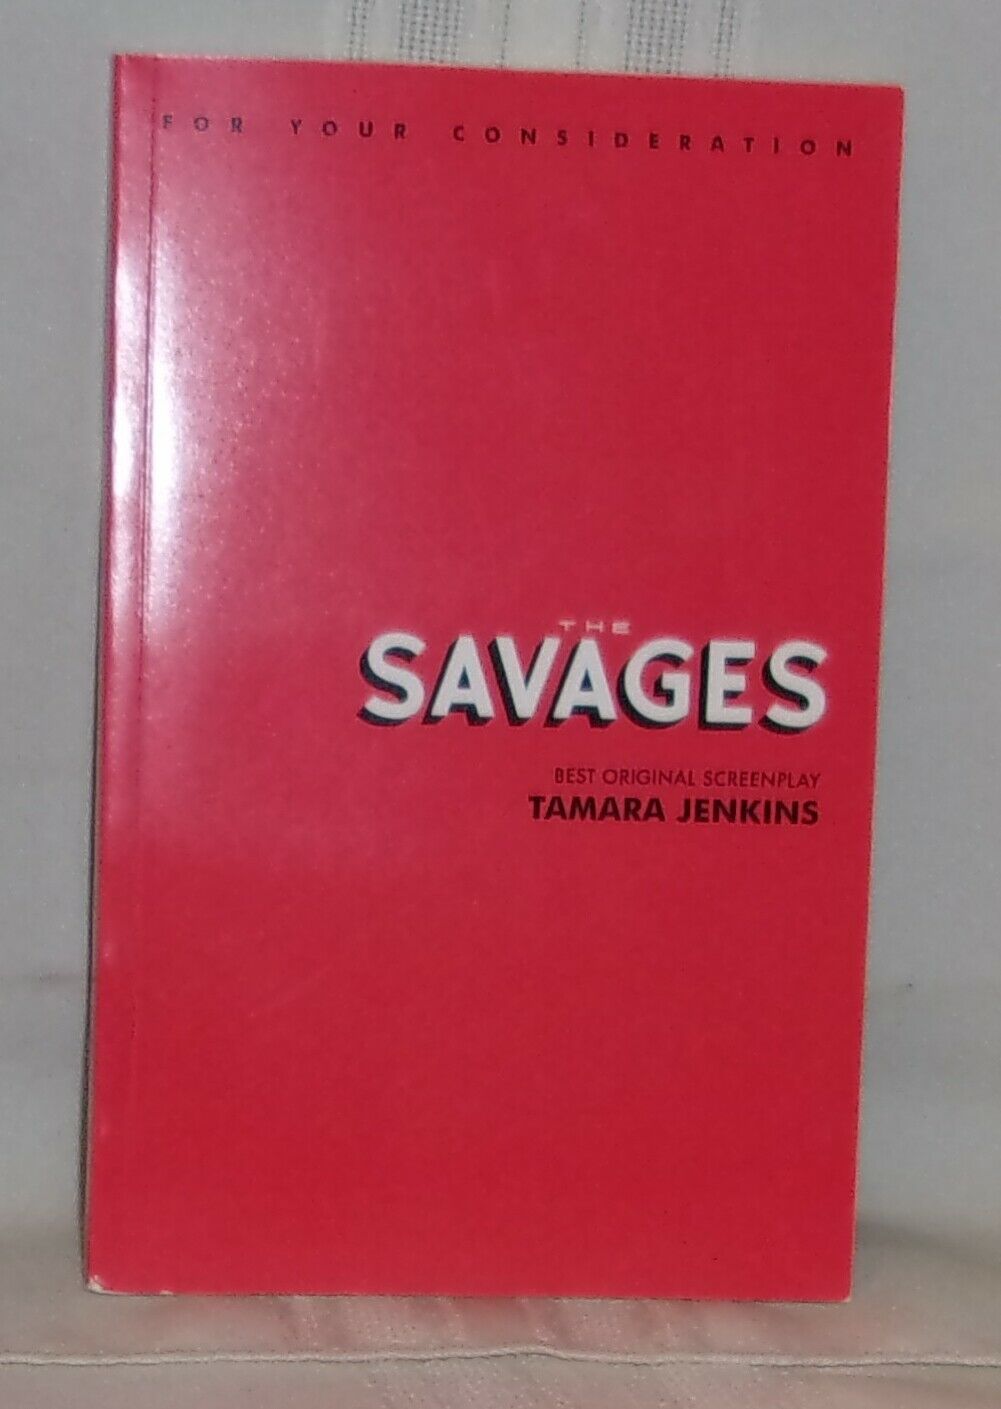 FOR YOUR CONSIDERATION
THE
SAVAGES
BEST ORIGINAL SCREENPLAY
TAMARA JENKINS